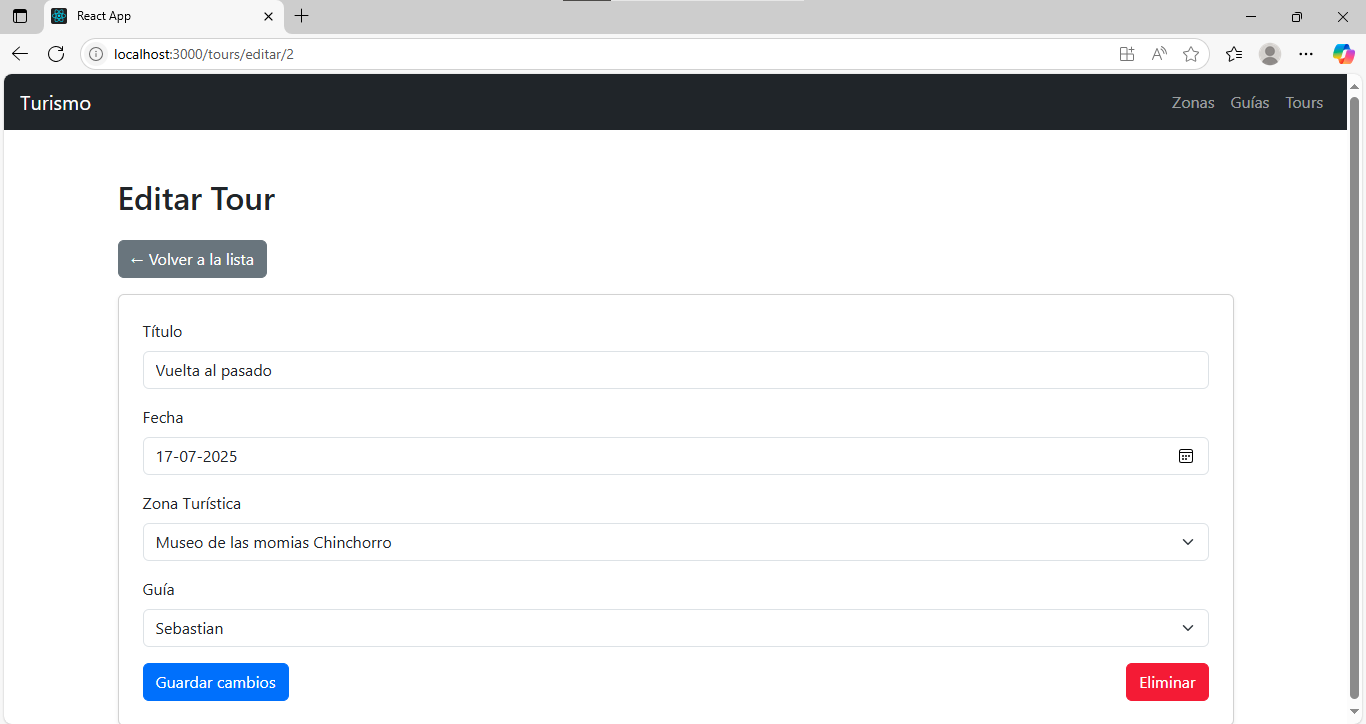 React App
localhost:3000/tours/editar/2
Turismo
Zonas Guías Tours
Editar Tour
← Volver a la lista
Título
Vuelta al pasado
Fecha
17-07-2025
Zona Turística
Museo de las momias Chinchorro
Guía
Sebastian
Guardar cambios
Eliminar